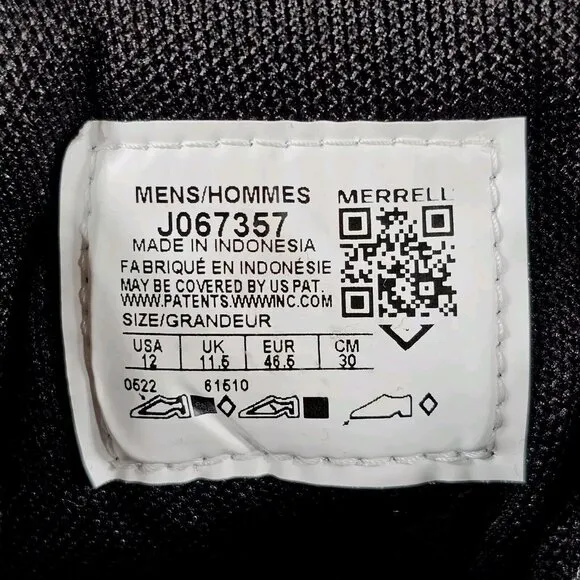 MENS/HOMMES
MERRELL
J067357
MADE IN INDONESIA
FABRIQUÉ EN INDONÉSIE
MAY BE COVERED BY US PAT.
WWW.PATENTS.WWWINC.COM
SIZE/GRANDEUR
USA UK EUR CM
12 11.5 46.5 30
0522 61510